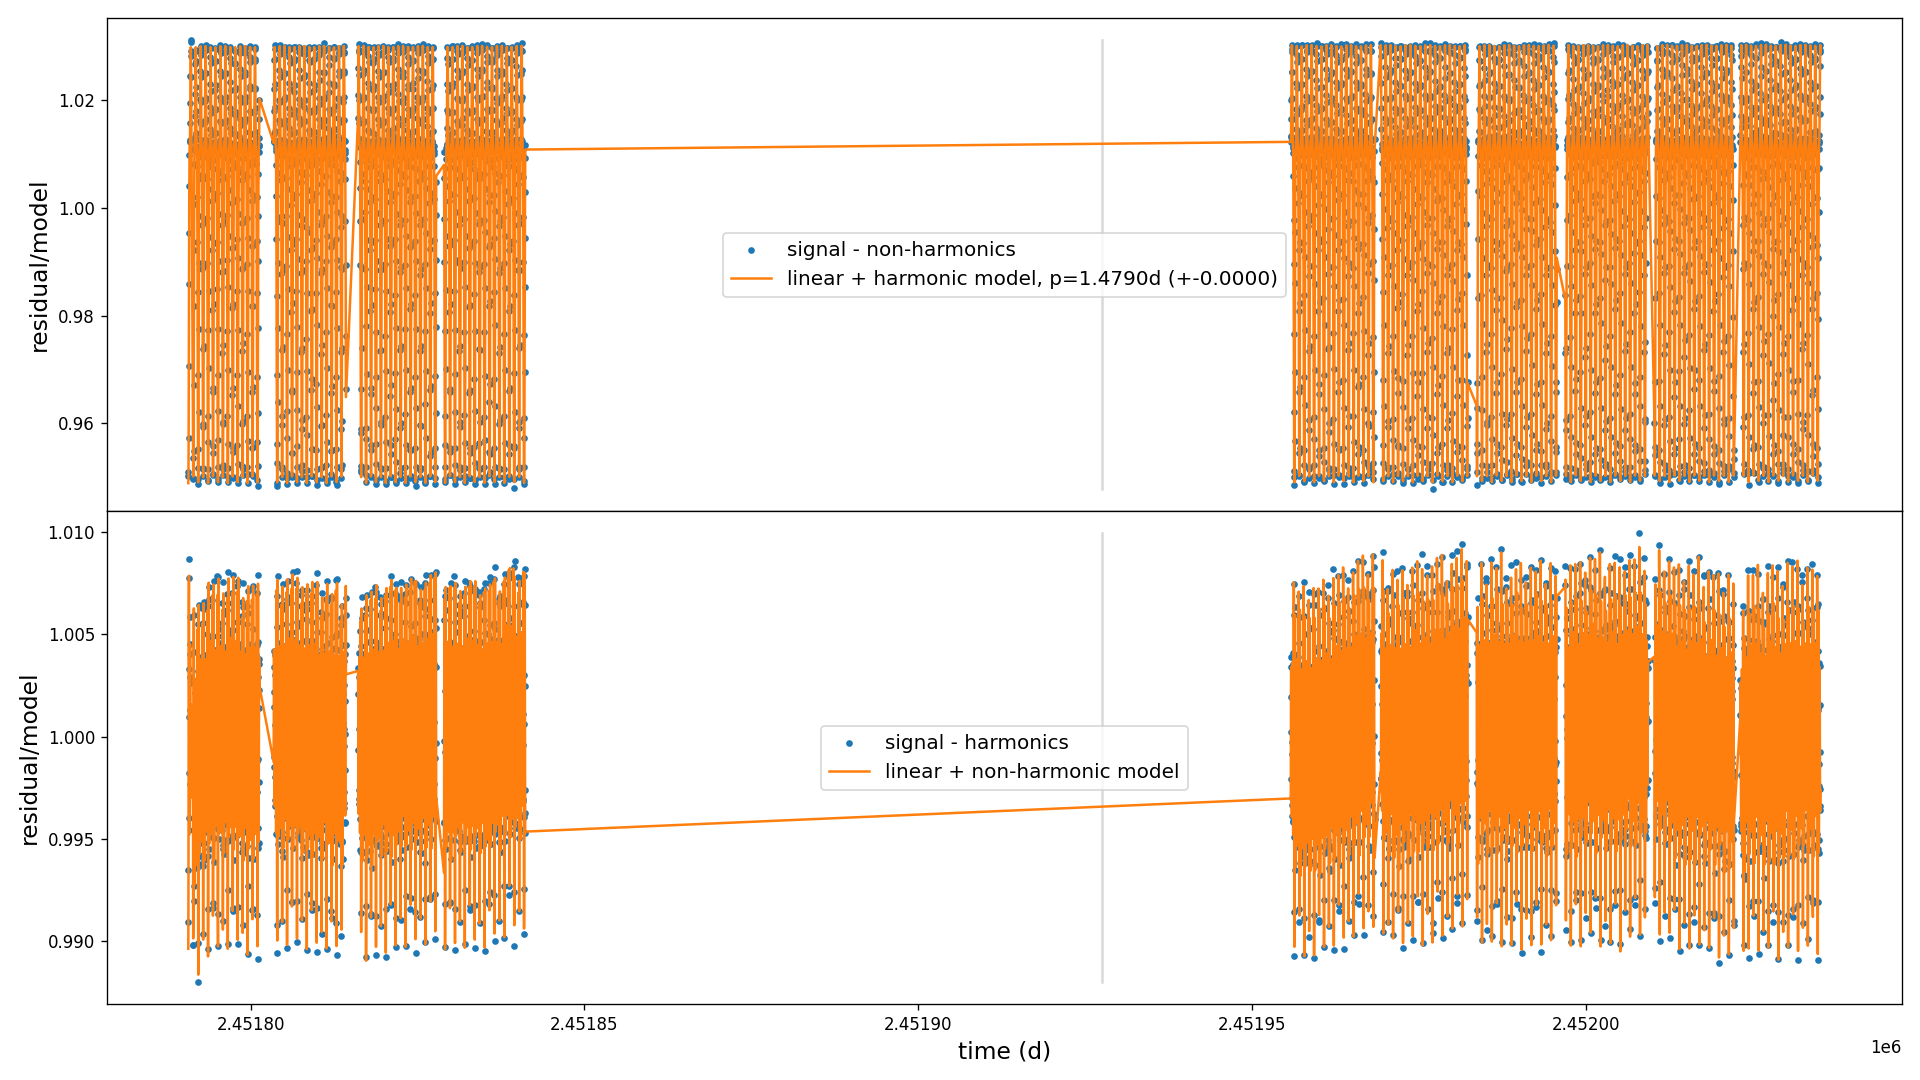 1.02
1.00
0.98
0.96
residual/model
signal - non-harmonics
linear + harmonic model, p=1.4790d (+-0.0000)
1.010
1.005
1.000
0.995
0.990
residual/model
signal - harmonics
linear + non-harmonic model
2.45180
2.45185
2.45190
2.45195
2.45200
1e6
time (d)